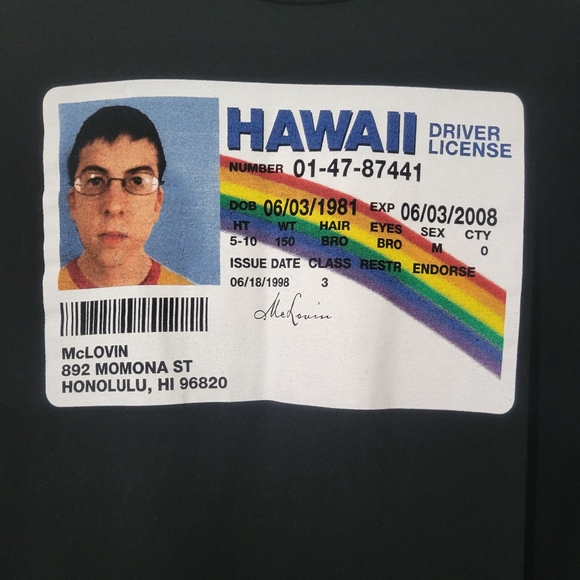 HAWAII DRIVER LICENSE
NUMBER 01-47-87441
DOB 06/03/1981 EXP 06/03/2008
HT WT HAIR EYES SEX CTY
5-10 150 BRO BRO M 0
ISSUE DATE CLASS RESTR ENDORSE
06/18/1998 3
McLovin
McLOVIN
892 MOMONA ST
HONOLULU, HI 96820